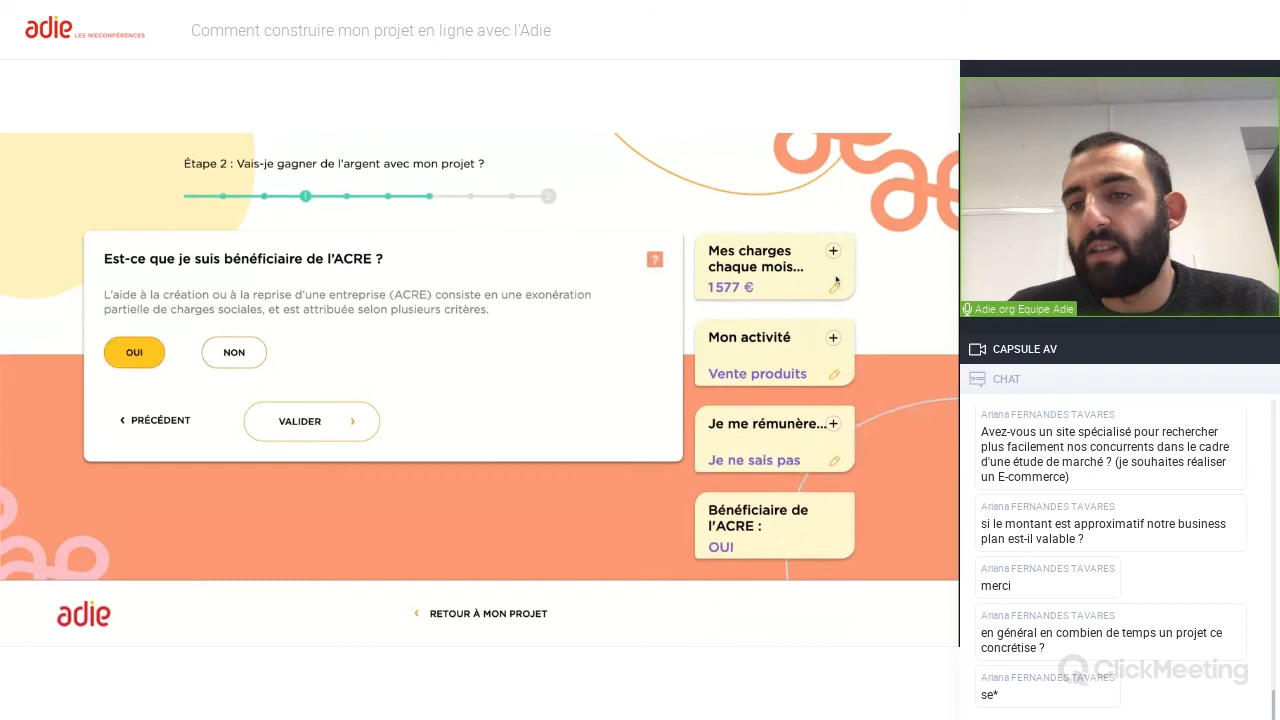 adie LES WECONFÉRENCES
Comment construire mon projet en ligne avec l'Adie
Étape 2 : Vais-je gagner de l'argent avec mon projet ?
1
2
Est-ce que je suis bénéficiaire de l'ACRE ?
?
L'aide à la création ou à la reprise d'une entreprise (ACRE) consiste en une exonération
partielle de charges sociales, et est attribuée selon plusieurs critères.
OUI
NON
PRÉCÉDENT
VALIDER
Mes charges
chaque mois...
1 577 €
Mon activité
Vente produits
Je me rémunère...
Je ne sais pas
Bénéficiaire de
l'ACRE :
OUI
adie
RETOUR À MON PROJET
Adie.org Equipe Adie
CAPSULE AV
CHAT
Ariana FERNANDES TAVARES
Avez-vous un site spécialisé pour rechercher
plus facilement nos concurrents dans le cadre
d'une étude de marché ? (je souhaites réaliser
un E-commerce)
Ariana FERNANDES TAVARES
si le montant est approximatif notre business
plan est-il valable ?
Ariana FERNANDES TAVARES
merci
Ariana FERNANDES TAVARES
en général en combien de temps un projet ce
concrétise ?
Ariana FERNANDES TAVARES
se*
ClickMeeting